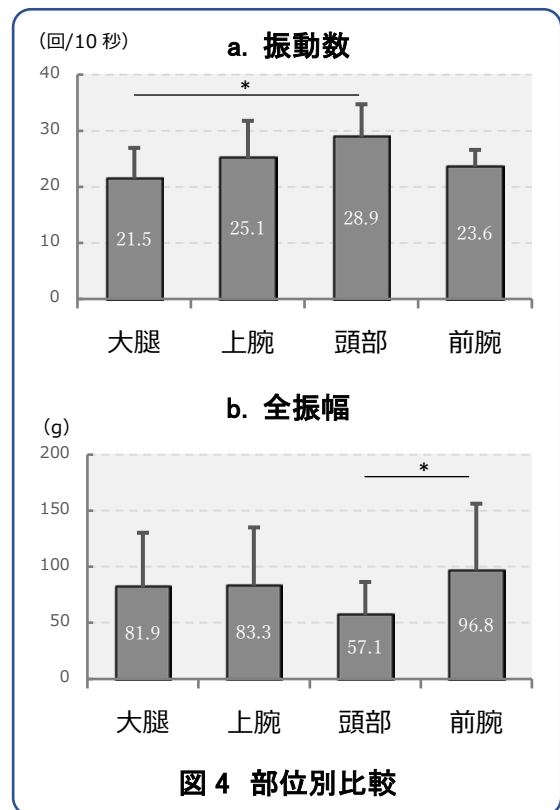 （回/10 秒）
a. 振動数
40
*
30
20
10
0
21.5 25.1 28.9 23.6
大腿 上腕 頭部 前腕
b. 全振幅
（g）
200
*
150
100
50
0
81.9 83.3 57.1 96.8
大腿 上腕 頭部 前腕
図 4 部位別比較